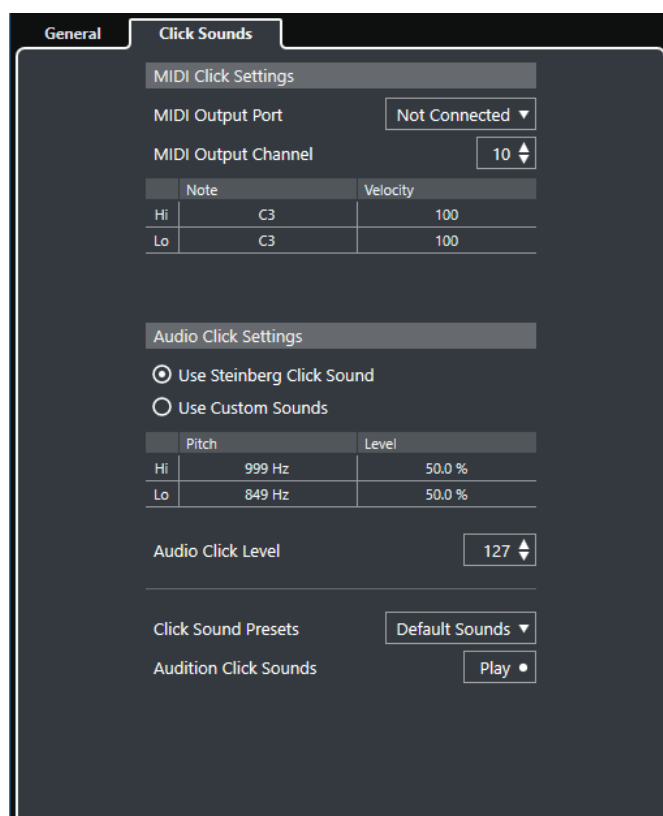 General Click Sounds
MIDI Click Settings
MIDI Output Port Not Connected
MIDI Output Channel 10
Note Velocity
Hi C3 100
Lo C3 100
Audio Click Settings
Use Steinberg Click Sound
Use Custom Sounds
Pitch Level
Hi 999 Hz 50.0 %
Lo 849 Hz 50.0 %
Audio Click Level 127
Click Sound Presets Default Sounds
Audition Click Sounds Play